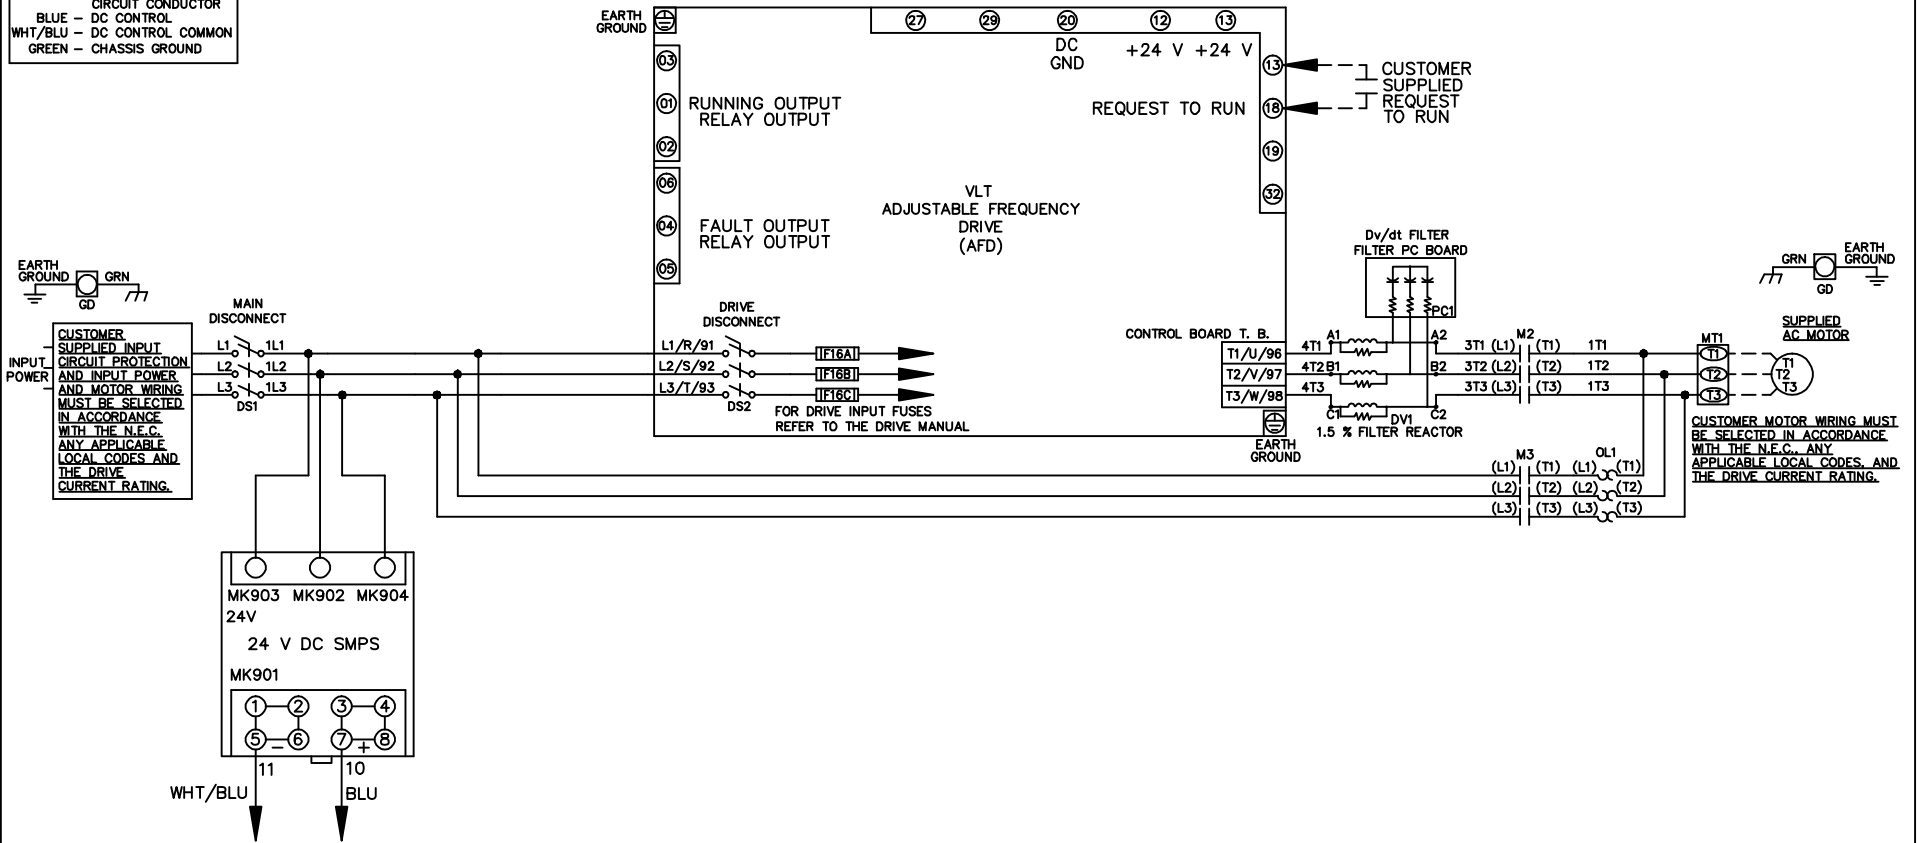 CIRCUIT CONDUCTOR
BLUE – DC CONTROL
WHT/BLU – DC CONTROL COMMON
GREEN – CHASSIS GROUND
EARTH
GROUND
27 29 20 12 13
DC
GND
+24 V +24 V
03
01
02
RUNNING OUTPUT
RELAY OUTPUT
06
04
05
FAULT OUTPUT
RELAY OUTPUT
13
18
19
32
REQUEST TO RUN
CUSTOMER
SUPPLIED
REQUEST
TO RUN
VLT
ADJUSTABLE FREQUENCY
DRIVE
(AFD)
EARTH
GROUND
GRN
GD
MAIN
DISCONNECT
DRIVE
DISCONNECT
INPUT
POWER
CUSTOMER
SUPPLIED INPUT
CIRCUIT PROTECTION
AND INPUT POWER
AND MOTOR WIRING
MUST BE SELECTED
IN ACCORDANCE
WITH THE N.E.C.
ANY APPLICABLE
LOCAL CODES AND
THE DRIVE
CURRENT RATING.
L1 1L1
L2 1L2
L3 1L3
DS1
L1/R/91
L2/S/92
L3/T/93
DS2
F16A
F16B
F16C
FOR DRIVE INPUT FUSES
REFER TO THE DRIVE MANUAL
CONTROL BOARD T. B.
T1/U/96
T2/V/97
T3/W/98
EARTH
GROUND
Dv/dt FILTER
FILTER PC BOARD
PC1
4T1 A1 A2
4T2 B1 B2
4T3 C1 C2
DV1
1.5 % FILTER REACTOR
M2
3T1 (L1) (T1) 1T1
3T2 (L2) (T2) 1T2
3T3 (L3) (T3) 1T3
M3 OL1
(L1) (T1) (L1) (T1)
(L2) (T2) (L2) (T2)
(L3) (T3) (L3) (T3)
GRN
GD
EARTH
GROUND
SUPPLIED
AC MOTOR
MT1
T1
T2
T3
T1
T2
T3
CUSTOMER MOTOR WIRING MUST
BE SELECTED IN ACCORDANCE
WITH THE N.E.C., ANY
APPLICABLE LOCAL CODES, AND
THE DRIVE CURRENT RATING.
MK903 MK902 MK904
24V
24 V DC SMPS
MK901
1 2 3 4
5 – 6 7 + 8
11 10
WHT/BLU BLU